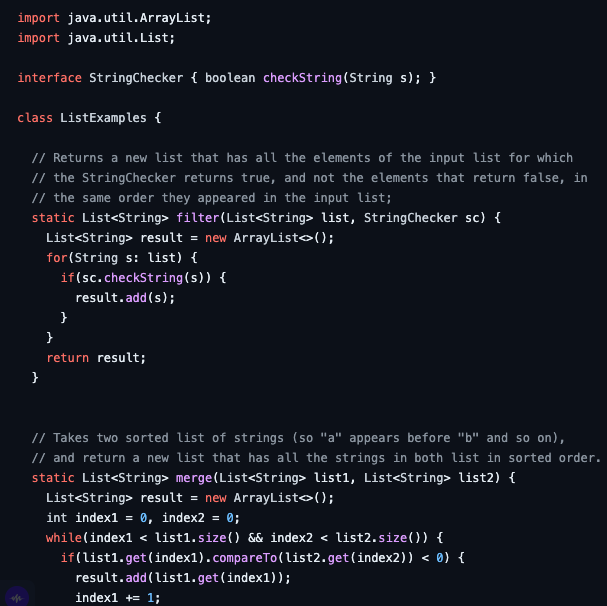 import java.util.ArrayList;
import java.util.List;

interface StringChecker { boolean checkString(String s); }

class ListExamples {

  // Returns a new list that has all the elements of the input list for which
  // the StringChecker returns true, and not the elements that return false, in
  // the same order they appeared in the input list;
  static List<String> filter(List<String> list, StringChecker sc) {
    List<String> result = new ArrayList<>();
    for(String s: list) {
      if(sc.checkString(s)) {
        result.add(s);
      }
    }
    return result;
  }


  // Takes two sorted list of strings (so "a" appears before "b" and so on),
  // and return a new list that has all the strings in both list in sorted order.
  static List<String> merge(List<String> list1, List<String> list2) {
    List<String> result = new ArrayList<>();
    int index1 = 0, index2 = 0;
    while(index1 < list1.size() && index2 < list2.size()) {
      if(list1.get(index1).compareTo(list2.get(index2)) < 0) {
        result.add(list1.get(index1));
        index1 += 1;